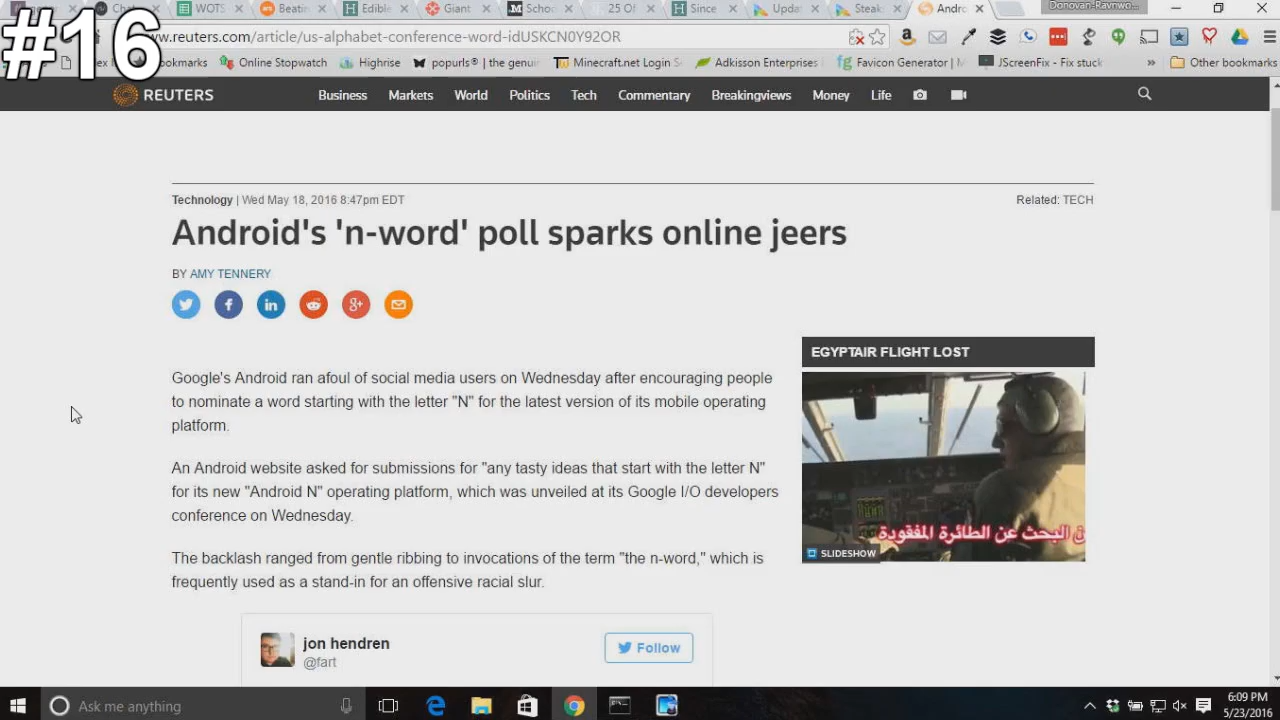 #16
WOTS
Beatin
Edible
Giant
Schoo
25 Of
Since
Updat
Steak
Andro
Donovan-Ravnwo...
w.reuters.com/article/us-alphabet-conference-word-idUSKCN0Y92OR
Online Stopwatch
Highrise
popurls® | the genui
Minecraft.net Login S
Adkisson Enterprises
Favicon Generator |
JScreenFix - Fix stuck
»
Other bookmarks
REUTERS
Business
Markets
World
Politics
Tech
Commentary
Breakingviews
Money
Life
Technology | Wed May 18, 2016 8:47pm EDT
Related: TECH
Android's 'n-word' poll sparks online jeers
BY AMY TENNERY
EGYPTAIR FLIGHT LOST
Google's Android ran afoul of social media users on Wednesday after encouraging people
to nominate a word starting with the letter "N" for the latest version of its mobile operating
platform.
An Android website asked for submissions for "any tasty ideas that start with the letter N"
for its new "Android N" operating platform, which was unveiled at its Google I/O developers
conference on Wednesday.
البحث عن الطائرة المفقودة
SLIDESHOW
The backlash ranged from gentle ribbing to invocations of the term "the n-word," which is
frequently used as a stand-in for an offensive racial slur.
jon hendren
@fart
Follow
Ask me anything
6:09 PM
5/23/2016